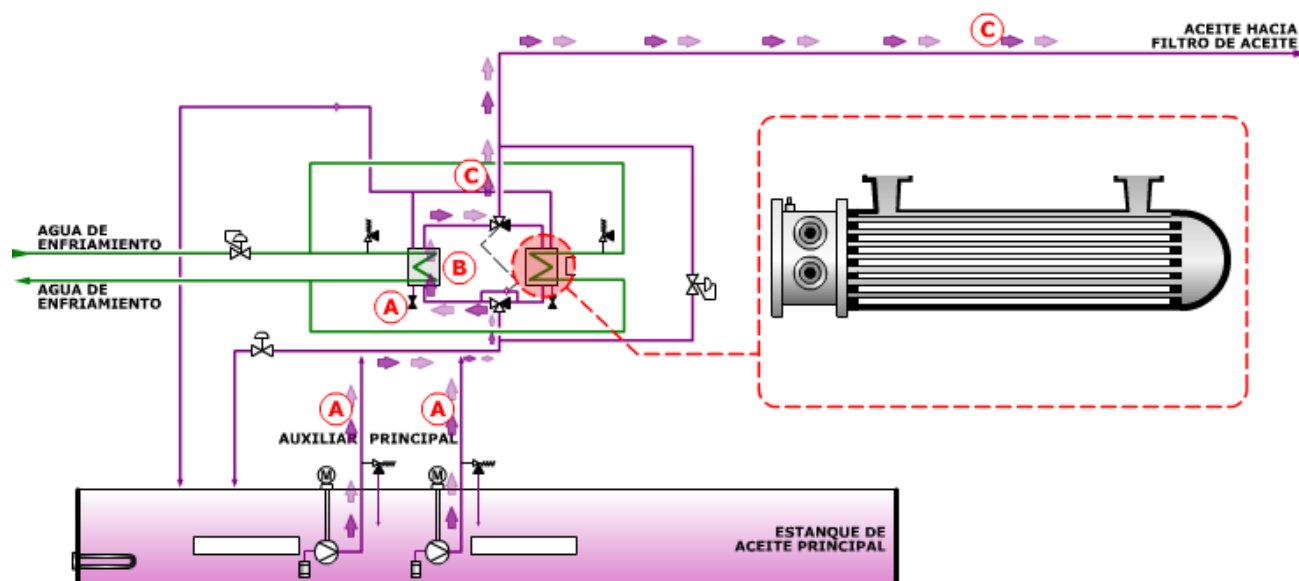 C
ACEITE HACIA
FILTRO DE ACEITE
C
AGUA DE
ENFRIAMIENTO
B
AGUA DE
ENFRIAMIENTO
A
A
A
AUXILIAR
PRINCIPAL
M
M
ESTANQUE DE
ACEITE PRINCIPAL